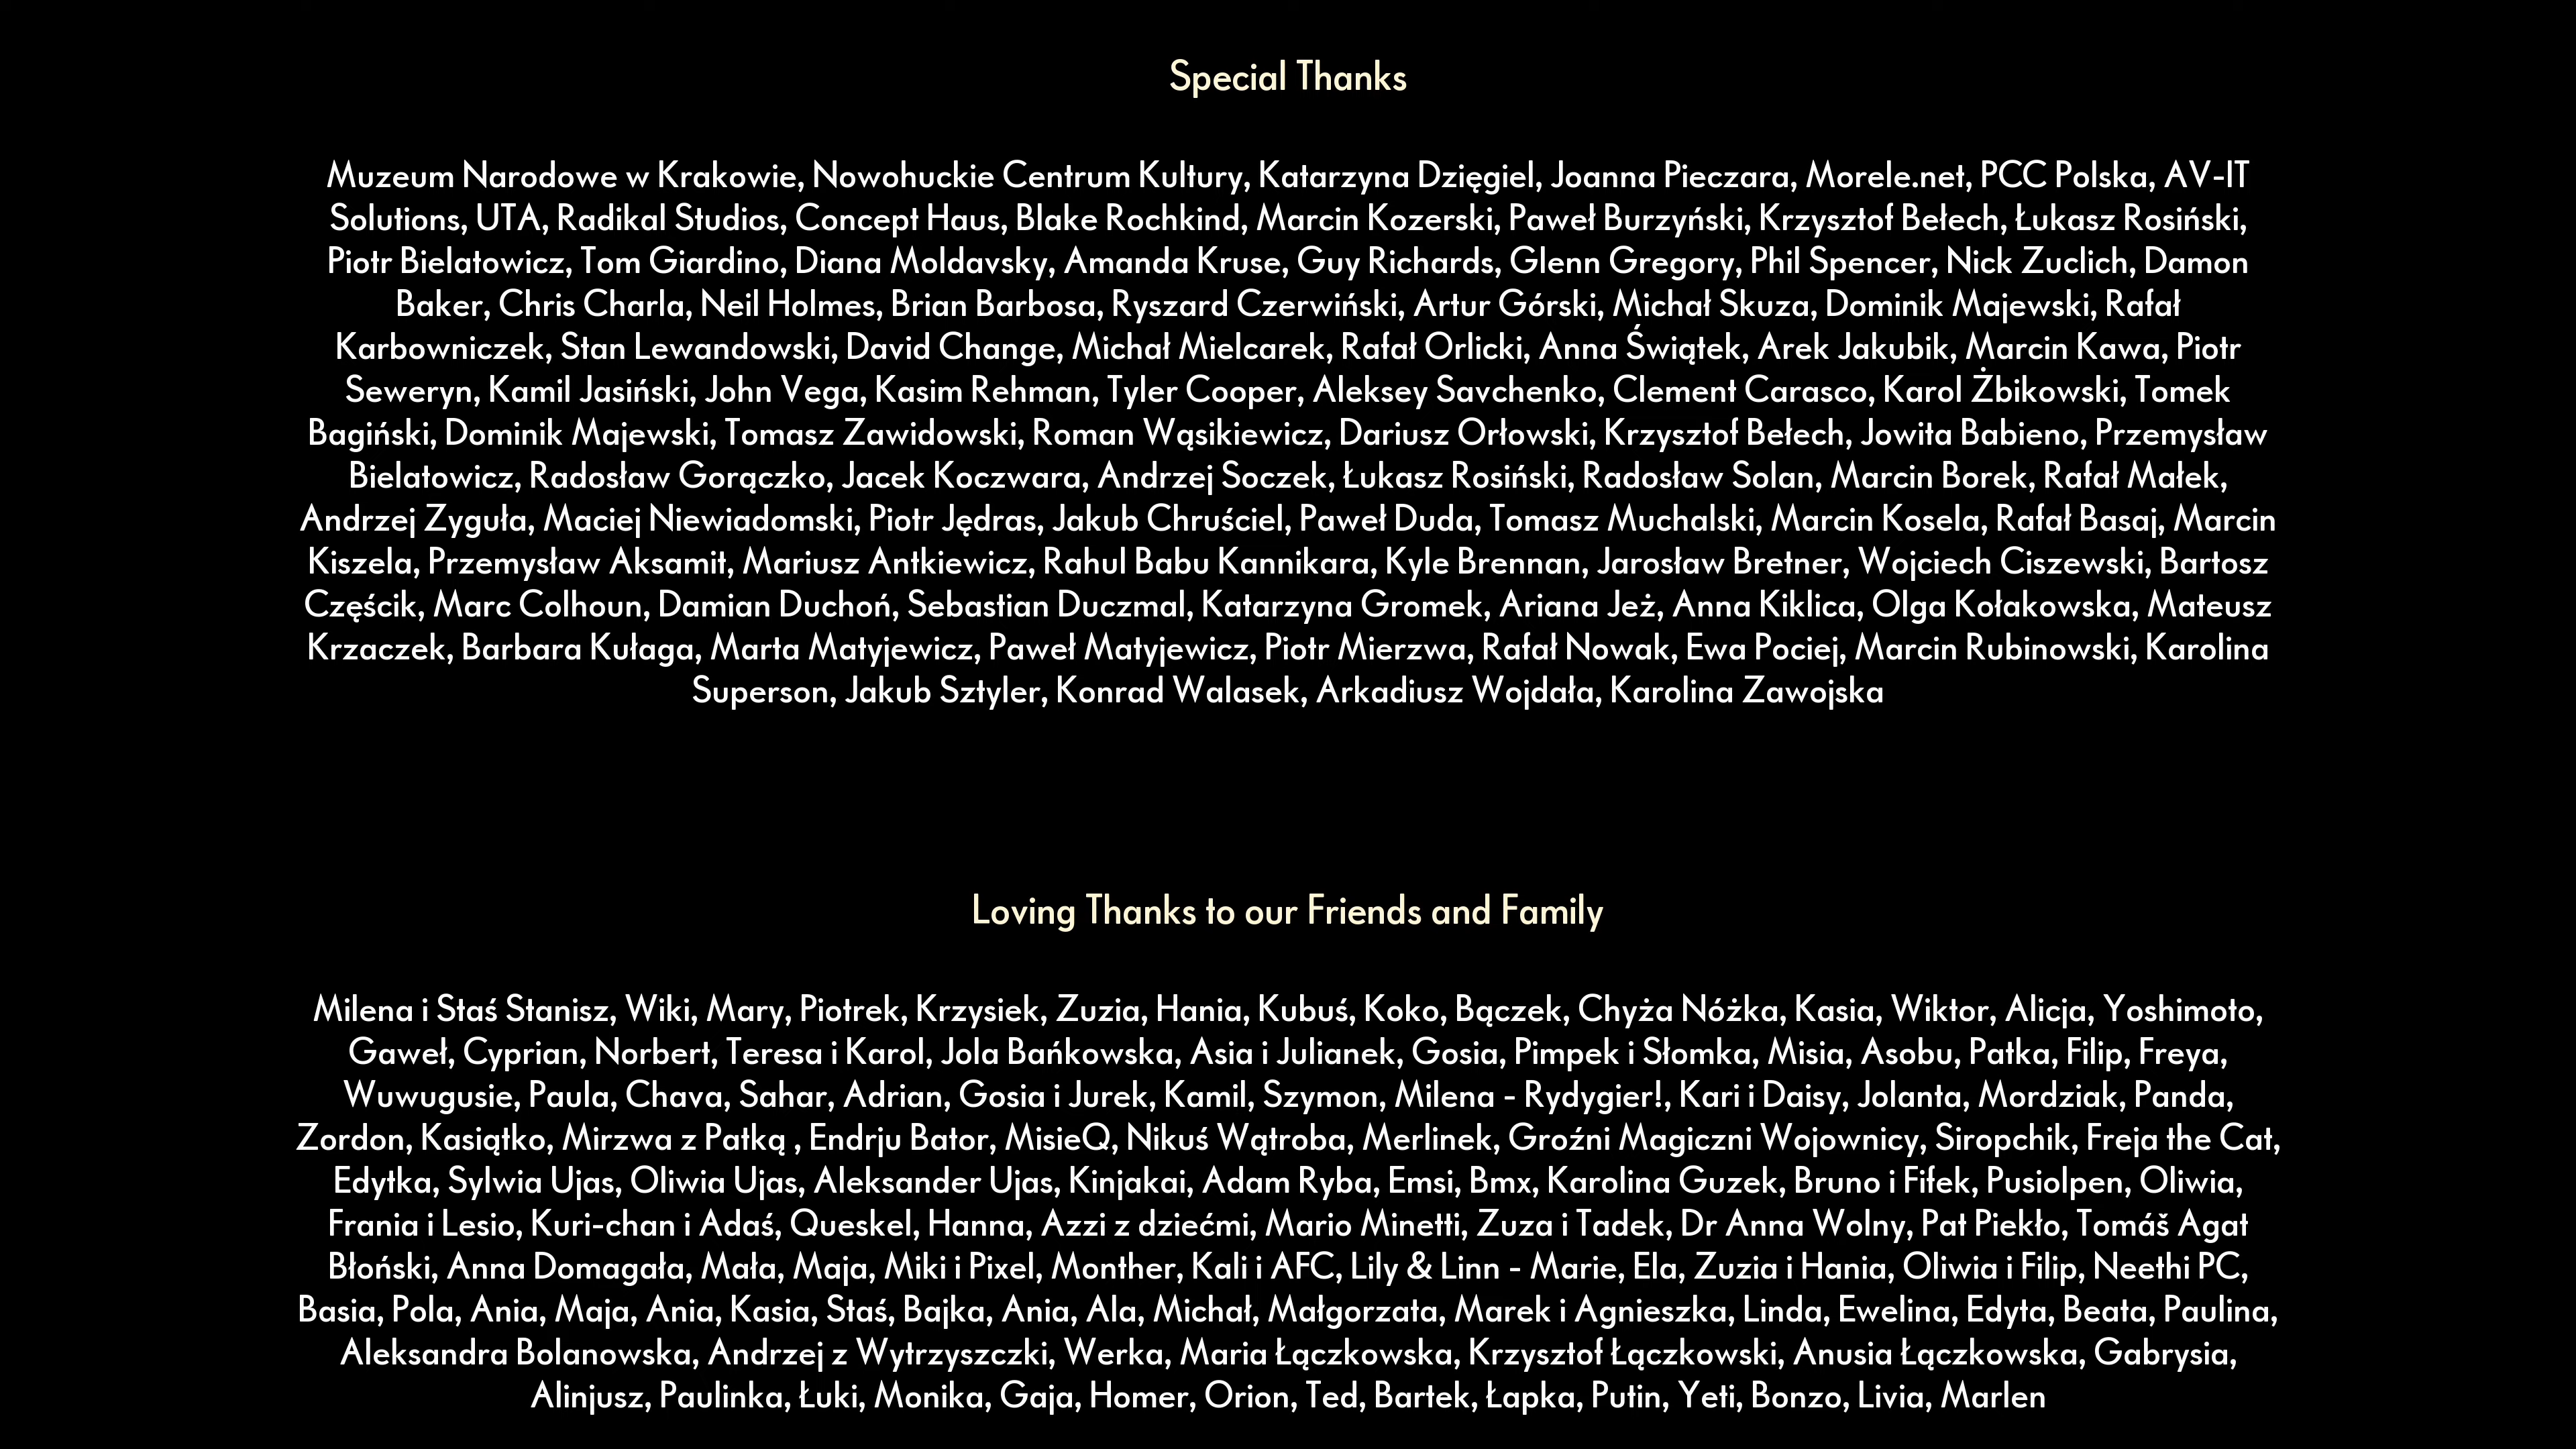 Special Thanks
Muzeum Narodowe w Krakowie, Nowohuckie Centrum Kultury, Katarzyna Dzięgiel, Joanna Pieczara, Morele.net, PCC Polska, AV-IT
Solutions, UTA, Radikal Studios, Concept Haus, Blake Rochkind, Marcin Kozerski, Paweł Burzyński, Krzysztof Bełech, Łukasz Rosiński,
Piotr Bielatowicz, Tom Giardino, Diana Moldavsky, Amanda Kruse, Guy Richards, Glenn Gregory, Phil Spencer, Nick Zuclich, Damon
Baker, Chris Charla, Neil Holmes, Brian Barbosa, Ryszard Czerwiński, Artur Górski, Michał Skuza, Dominik Majewski, Rafał
Karbowniczek, Stan Lewandowski, David Change, Michał Mielcarek, Rafał Orlicki, Anna Świątek, Arek Jakubik, Marcin Kawa, Piotr
Seweryn, Kamil Jasiński, John Vega, Kasim Rehman, Tyler Cooper, Aleksey Savchenko, Clement Carasco, Karol Żbikowski, Tomek
Bagiński, Dominik Majewski, Tomasz Zawidowski, Roman Wąsikiewicz, Dariusz Orłowski, Krzysztof Bełech, Jowita Babieno, Przemysław
Bielatowicz, Radosław Gorączko, Jacek Koczwara, Andrzej Soczek, Łukasz Rosiński, Radosław Solan, Marcin Borek, Rafał Małek,
Andrzej Zyguła, Maciej Niewiadomski, Piotr Jędras, Jakub Chruściel, Paweł Duda, Tomasz Muchalski, Marcin Kosela, Rafał Basaj, Marcin
Kiszela, Przemysław Aksamit, Mariusz Antkiewicz, Rahul Babu Kannikara, Kyle Brennan, Jarosław Bretner, Wojciech Ciszewski, Bartosz
Częścik, Marc Colhoun, Damian Duchoń, Sebastian Duczmal, Katarzyna Gromek, Ariana Jeż, Anna Kiklica, Olga Kołakowska, Mateusz
Krzaczek, Barbara Kułaga, Marta Matyjewicz, Paweł Matyjewicz, Piotr Mierzwa, Rafał Nowak, Ewa Pociej, Marcin Rubinowski, Karolina
Superson, Jakub Sztyler, Konrad Walasek, Arkadiusz Wojdała, Karolina Zawojska
Loving Thanks to our Friends and Family
Milena i Staś Stanisz, Wiki, Mary, Piotrek, Krzysiek, Zuzia, Hania, Kubuś, Koko, Bączek, Chyża Nóżka, Kasia, Wiktor, Alicja, Yoshimoto,
Gaweł, Cyprian, Norbert, Teresa i Karol, Jola Bańkowska, Asia i Julianek, Gosia, Pimpek i Słomka, Misia, Asobu, Patka, Filip, Freya,
Wuwugusie, Paula, Chava, Sahar, Adrian, Gosia i Jurek, Kamil, Szymon, Milena - Rydygier!, Kari i Daisy, Jolanta, Mordziak, Panda,
Zordon, Kasiątko, Mirzwa z Patką , Endrju Bator, MisieQ, Nikuś Wątroba, Merlinek, Groźni Magiczni Wojownicy, Siropchik, Freja the Cat,
Edytka, Sylwia Ujas, Oliwia Ujas, Aleksander Ujas, Kinjakai, Adam Ryba, Emsi, Bmx, Karolina Guzek, Bruno i Fifek, Pusiolpen, Oliwia,
Frania i Lesio, Kuri-chan i Adaś, Queskel, Hanna, Azzi z dziećmi, Mario Minetti, Zuza i Tadek, Dr Anna Wolny, Pat Piekło, Tomáš Agat
Błoński, Anna Domagała, Mała, Maja, Miki i Pixel, Monther, Kali i AFC, Lily & Linn - Marie, Ela, Zuzia i Hania, Oliwia i Filip, Neethi PC,
Basia, Pola, Ania, Maja, Ania, Kasia, Staś, Bajka, Ania, Ala, Michał, Małgorzata, Marek i Agnieszka, Linda, Ewelina, Edyta, Beata, Paulina,
Aleksandra Bolanowska, Andrzej z Wytrzyszczki, Werka, Maria Łączkowska, Krzysztof Łączkowski, Anusia Łączkowska, Gabrysia,
Alinjusz, Paulinka, Łuki, Monika, Gaja, Homer, Orion, Ted, Bartek, Łapka, Putin, Yeti, Bonzo, Livia, Marlen